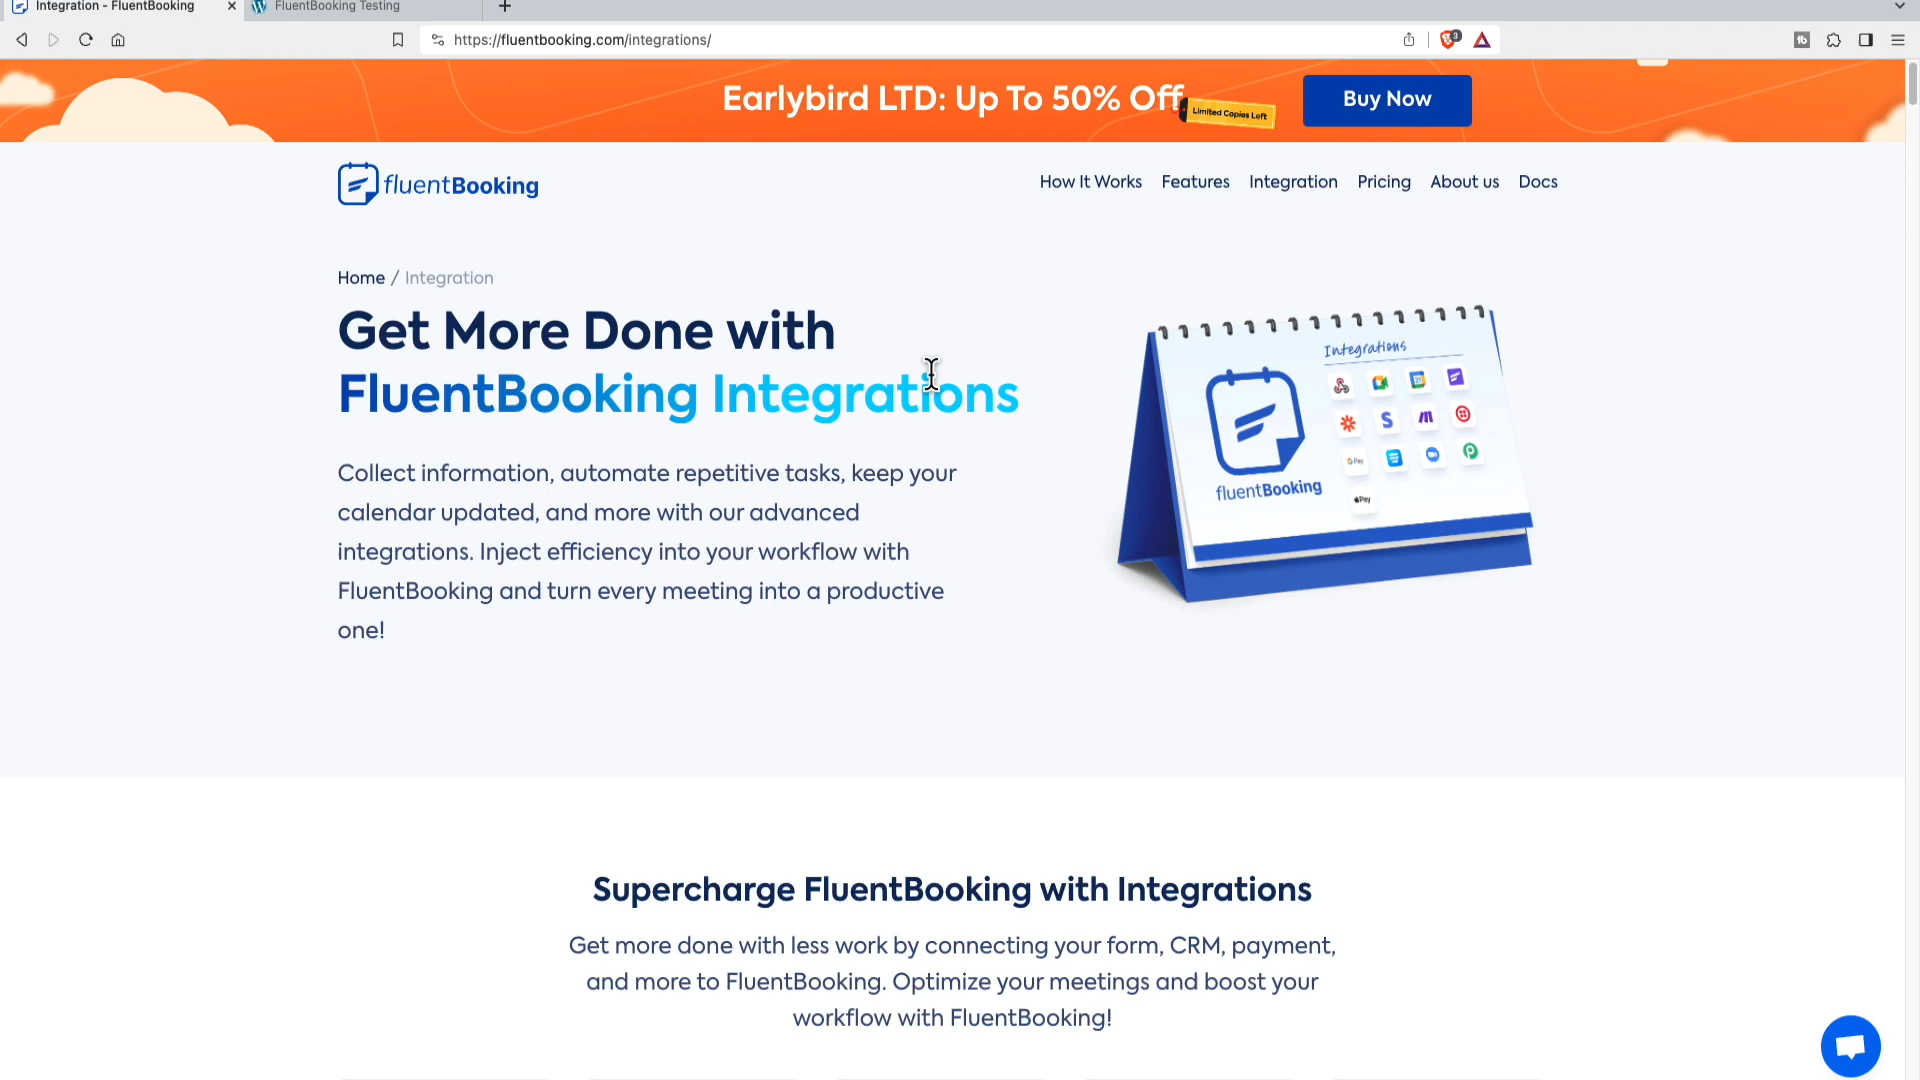 Integration - FluentBooking
FluentBooking Testing
https://fluentbooking.com/integrations/
3
Earlybird LTD: Up To 50% Off
Limited Copies Left
Buy Now
fluentBooking
How It Works
Features
Integration
Pricing
About us
Docs
Home / Integration
Get More Done with
FluentBooking Integrations
Collect information, automate repetitive tasks, keep your
calendar updated, and more with our advanced
integrations. Inject efficiency into your workflow with
FluentBooking and turn every meeting into a productive
one!
Integrations
fluentBooking
G Pay
Pay
Supercharge FluentBooking with Integrations
Get more done with less work by connecting your form, CRM, payment,
and more to FluentBooking. Optimize your meetings and boost your
workflow with FluentBooking!